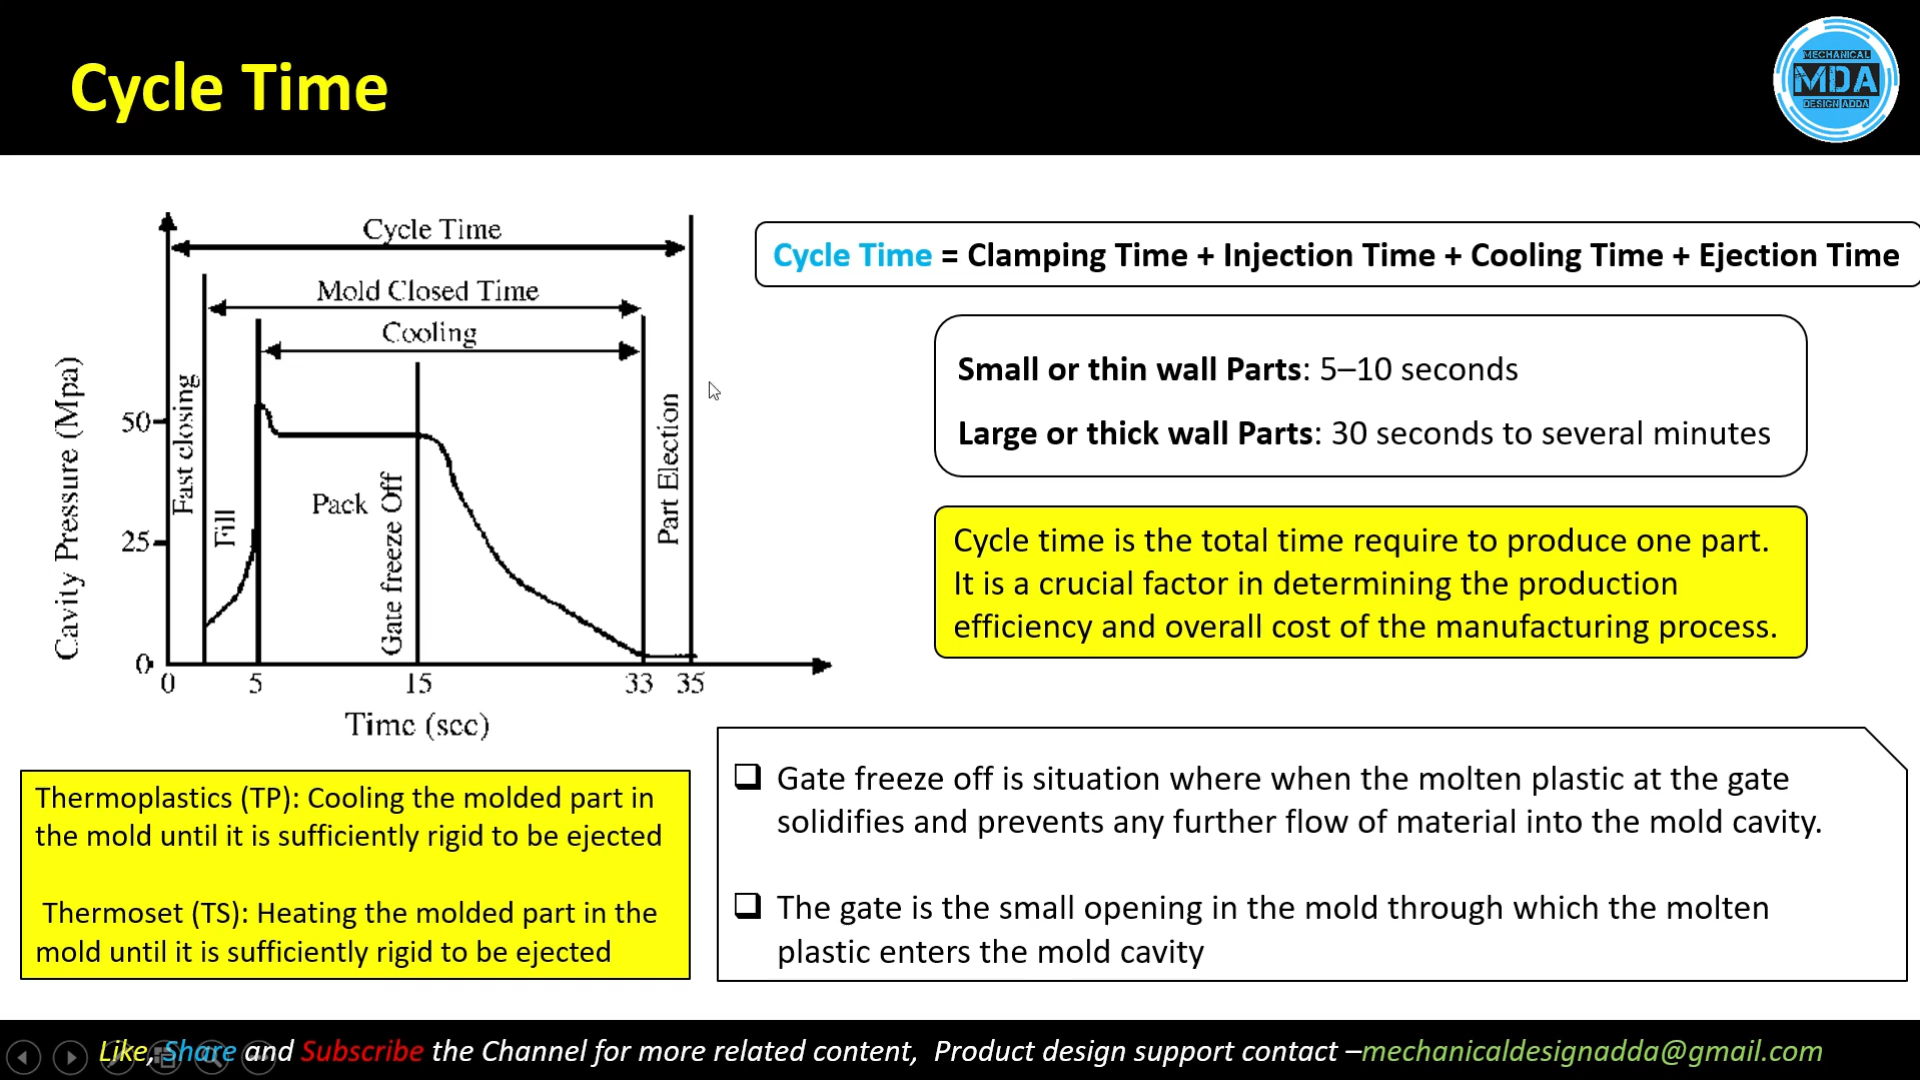 Cycle Time
MECHANICAL
MDA
DESIGN ADDA
Cycle Time
Mold Closed Time
Cooling
Cavity Pressure (Mpa)
50
25
0
Fast closing
Fill
Pack
Gate freeze Off
Part Election
0 5 15 33 35
Time (sec)
Cycle Time = Clamping Time + Injection Time + Cooling Time + Ejection Time
Small or thin wall Parts: 5–10 seconds
Large or thick wall Parts: 30 seconds to several minutes
Cycle time is the total time require to produce one part.
It is a crucial factor in determining the production
efficiency and overall cost of the manufacturing process.
Thermoplastics (TP): Cooling the molded part in
the mold until it is sufficiently rigid to be ejected
Thermoset (TS): Heating the molded part in the
mold until it is sufficiently rigid to be ejected
Gate freeze off is situation where when the molten plastic at the gate
solidifies and prevents any further flow of material into the mold cavity.
The gate is the small opening in the mold through which the molten
plastic enters the mold cavity
Like, Share and Subscribe the Channel for more related content, Product design support contact –mechanicaldesignadda@gmail.com